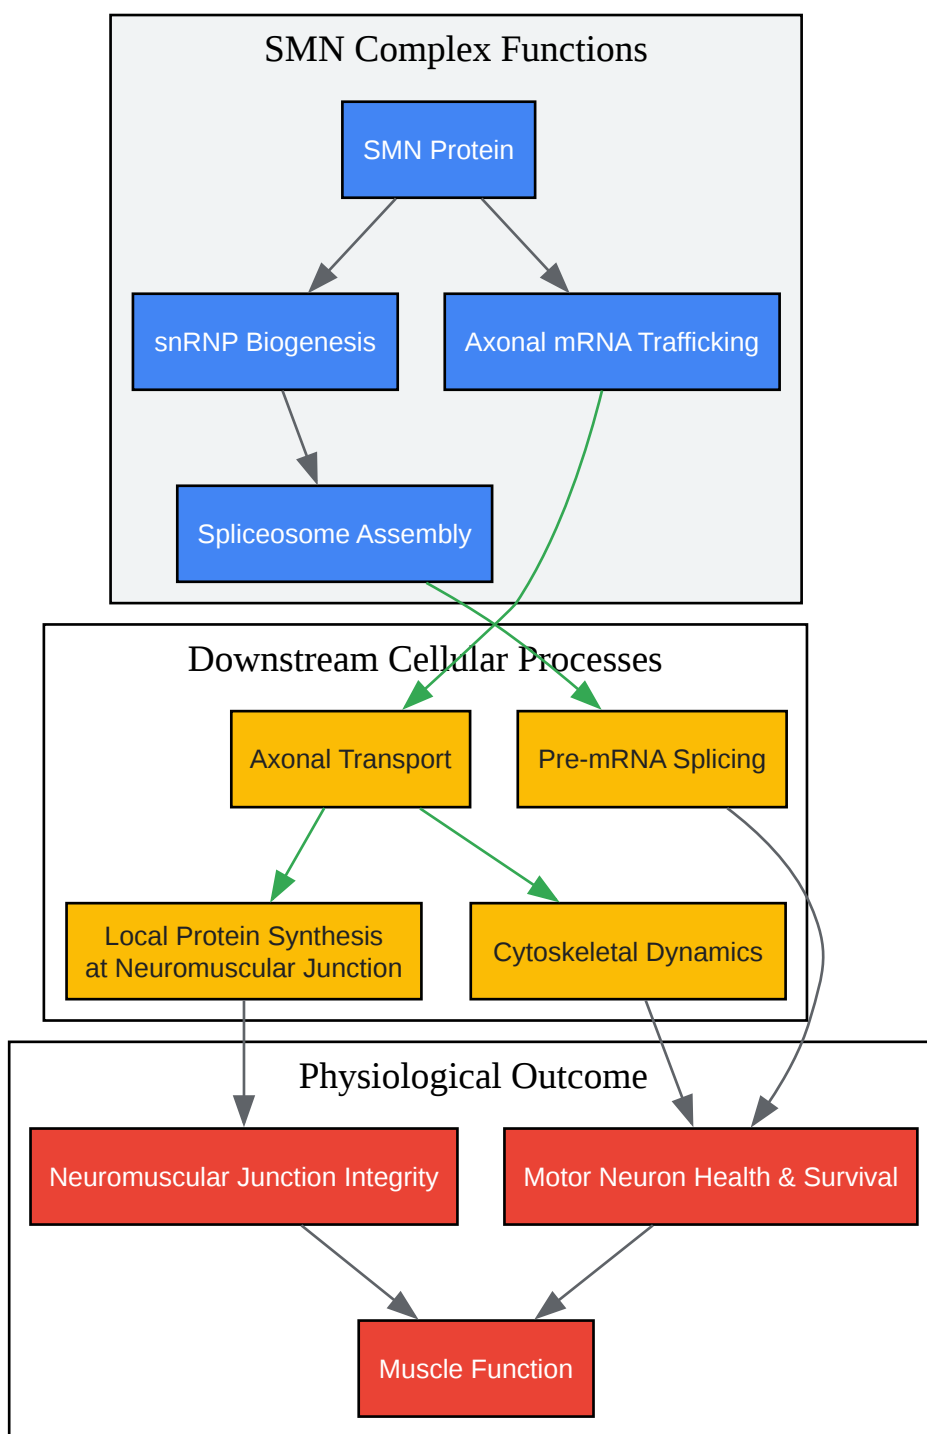 SMN Complex Functions
SMN Protein
snRNP Biogenesis
Axonal mRNA Trafficking
Spliceosome Assembly
Downstream Cellular Processes
Axonal Transport
Pre-mRNA Splicing
Local Protein Synthesis
at Neuromuscular Junction
Cytoskeletal Dynamics
Physiological Outcome
Neuromuscular Junction Integrity
Motor Neuron Health & Survival
Muscle Function